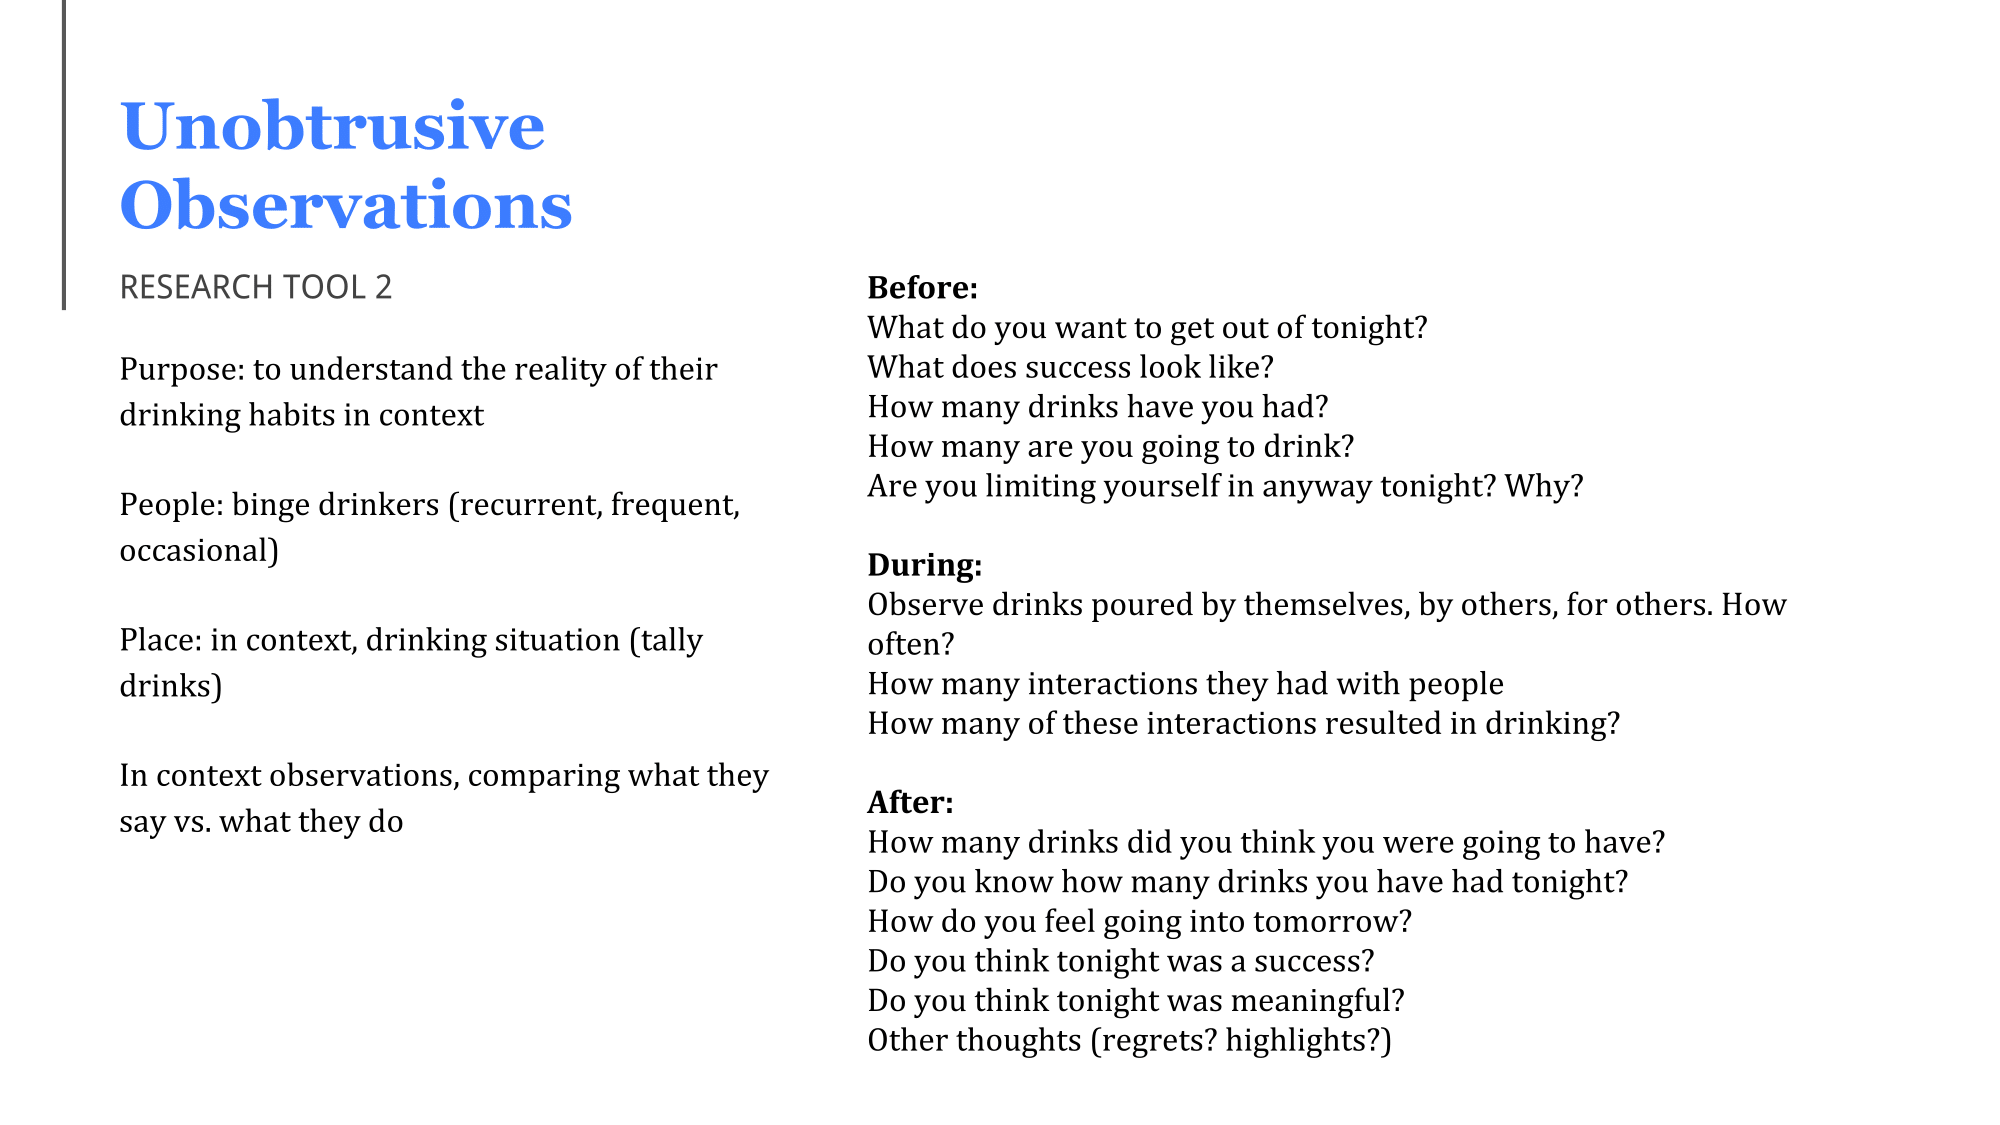 Unobtrusive
Observations
RESEARCH TOOL 2
Purpose: to understand the reality of their
drinking habits in context
People: binge drinkers (recurrent, frequent,
occasional)
Place: in context, drinking situation (tally
drinks)
In context observations, comparing what they
say vs. what they do
Before:
What do you want to get out of tonight?
What does success look like?
How many drinks have you had?
How many are you going to drink?
Are you limiting yourself in anyway tonight? Why?
During:
Observe drinks poured by themselves, by others, for others. How
often?
How many interactions they had with people
How many of these interactions resulted in drinking?
After:
How many drinks did you think you were going to have?
Do you know how many drinks you have had tonight?
How do you feel going into tomorrow?
Do you think tonight was a success?
Do you think tonight was meaningful?
Other thoughts (regrets? highlights?)